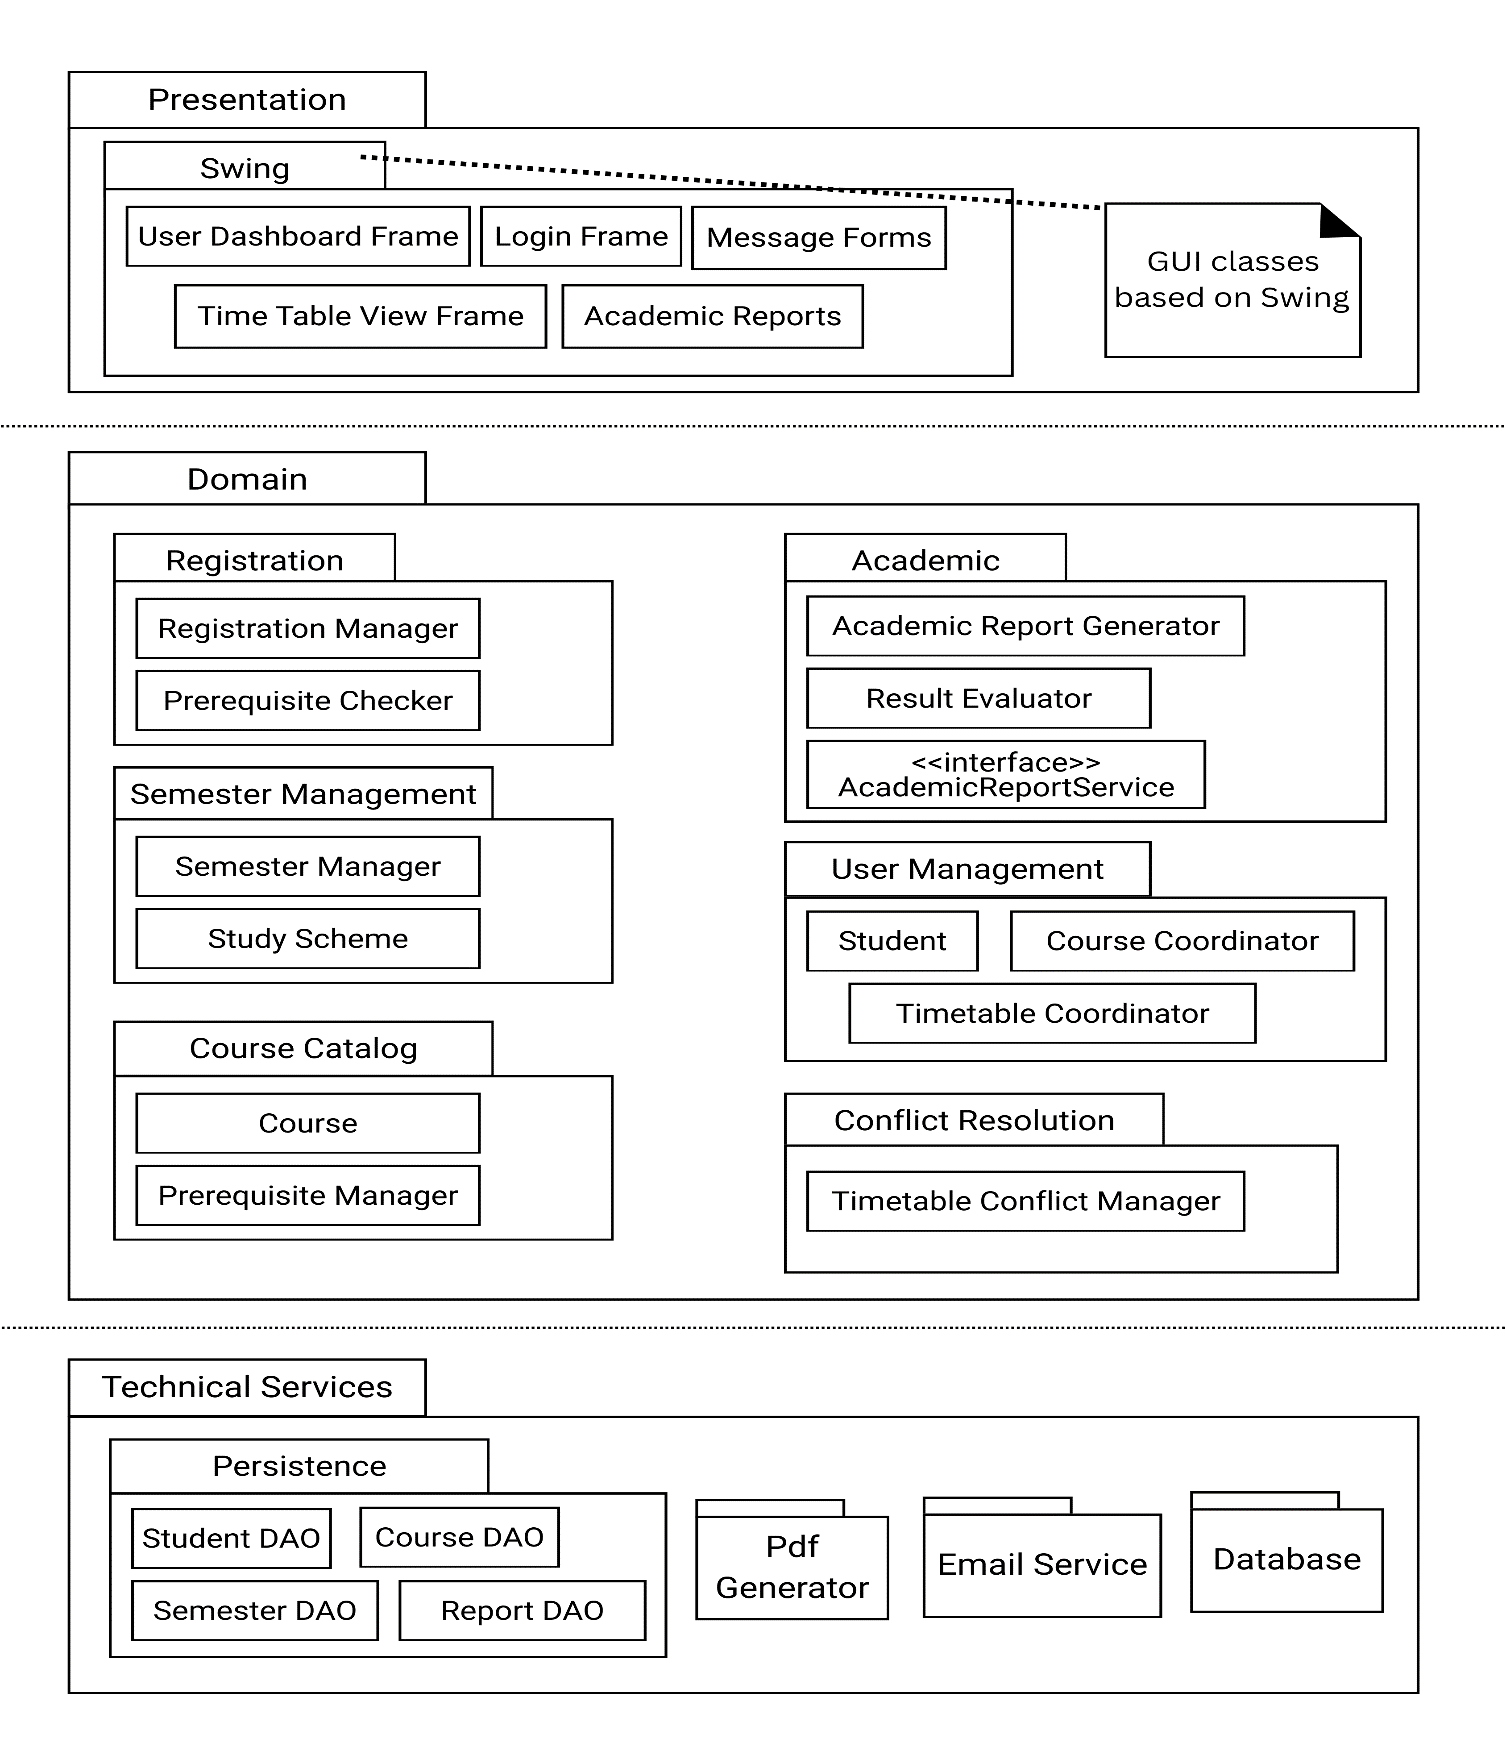 Presentation
Swing
User Dashboard Frame
Login Frame
Message Forms
Time Table View Frame
Academic Reports
GUI classes
based on Swing
Domain
Registration
Registration Manager
Prerequisite Checker
Semester Management
Semester Manager
Study Scheme
Course Catalog
Course
Prerequisite Manager
Academic
Academic Report Generator
Result Evaluator
<<interface>>
AcademicReportService
User Management
Student
Course Coordinator
Timetable Coordinator
Conflict Resolution
Timetable Conflict Manager
Technical Services
Persistence
Student DAO
Course DAO
Semester DAO
Report DAO
Pdf
Generator
Email Service
Database